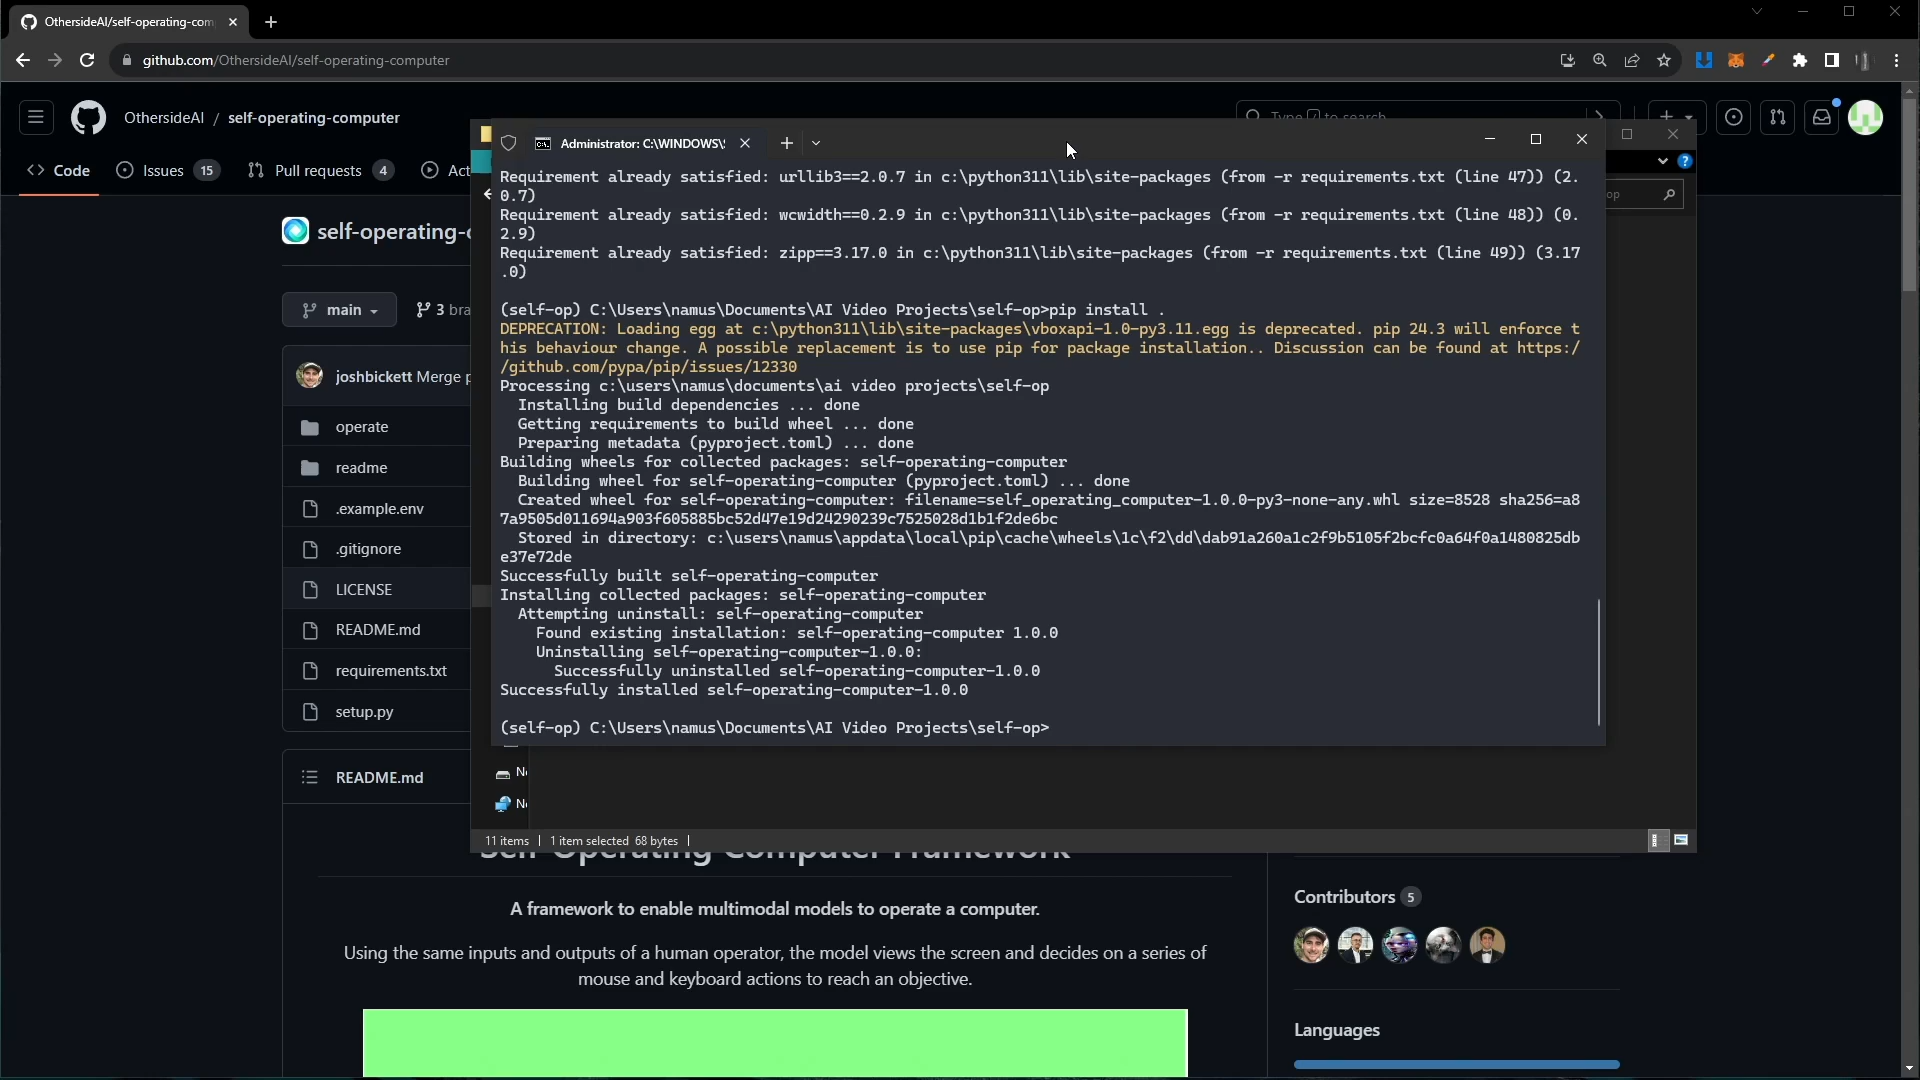 OthersideAI/self-operating-com
github.com/OthersideAI/self-operating-computer
OthersideAI / self-operating-computer
Type / to search
Code
Issues 15
Pull requests 4
Act
Administrator: C:\WINDOWS\
self-operating-c
main
3 bra
joshbickett Merge p
operate
readme
.example.env
.gitignore
LICENSE
README.md
requirements.txt
setup.py
README.md
Requirement already satisfied: urllib3==2.0.7 in c:\python311\lib\site-packages (from -r requirements.txt (line 47)) (2.
0.7)
Requirement already satisfied: wcwidth==0.2.9 in c:\python311\lib\site-packages (from -r requirements.txt (line 48)) (0.
2.9)
Requirement already satisfied: zipp==3.17.0 in c:\python311\lib\site-packages (from -r requirements.txt (line 49)) (3.17
.0)
(self-op) C:\Users\namus\Documents\AI Video Projects\self-op>pip install .
DEPRECATION: Loading egg at c:\python311\lib\site-packages\vboxapi-1.0-py3.11.egg is deprecated. pip 24.3 will enforce t
his behaviour change. A possible replacement is to use pip for package installation.. Discussion can be found at https:/
/github.com/pypa/pip/issues/12330
Processing c:\users\namus\documents\ai video projects\self-op
Installing build dependencies ... done
Getting requirements to build wheel ... done
Preparing metadata (pyproject.toml) ... done
Building wheels for collected packages: self-operating-computer
Building wheel for self-operating-computer (pyproject.toml) ... done
Created wheel for self-operating-computer: filename=self_operating_computer-1.0.0-py3-none-any.whl size=8528 sha256=a8
7a9505d011694a903f605885bc52d47e19d24290239c7525028d1b1f2de6bc
Stored in directory: c:\users\namus\appdata\local\pip\cache\wheels\1c\f2\dd\dab91a260a1c2f9b5105f2bcfc0a64f0a1480825db
e37e72de
Successfully built self-operating-computer
Installing collected packages: self-operating-computer
Attempting uninstall: self-operating-computer
Found existing installation: self-operating-computer 1.0.0
Uninstalling self-operating-computer-1.0.0:
Successfully uninstalled self-operating-computer-1.0.0
Successfully installed self-operating-computer-1.0.0
(self-op) C:\Users\namus\Documents\AI Video Projects\self-op>
op
11 items
1 item selected 68 bytes
Self-Operating Computer Framework
A framework to enable multimodal models to operate a computer.
Using the same inputs and outputs of a human operator, the model views the screen and decides on a series of
mouse and keyboard actions to reach an objective.
Contributors 5
Languages